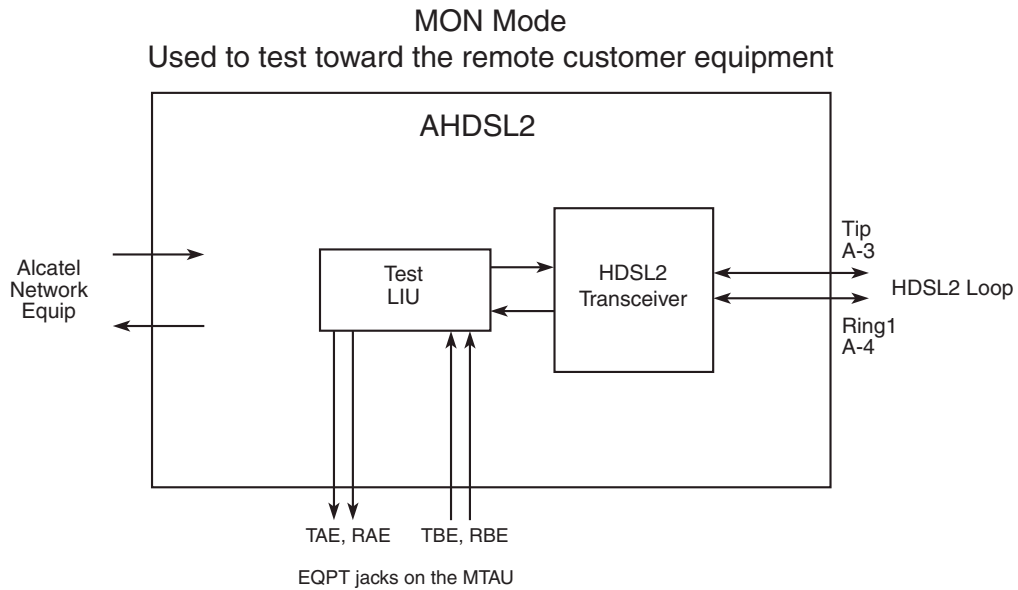 MON Mode
Used to test toward the remote customer equipment
AHDSL2
Alcatel
Network
Equip
Test
LIU
HDSL2
Transceiver
Tip
A-3
HDSL2 Loop
Ring1
A-4
TAE, RAE
TBE, RBE
EQPT jacks on the MTAU